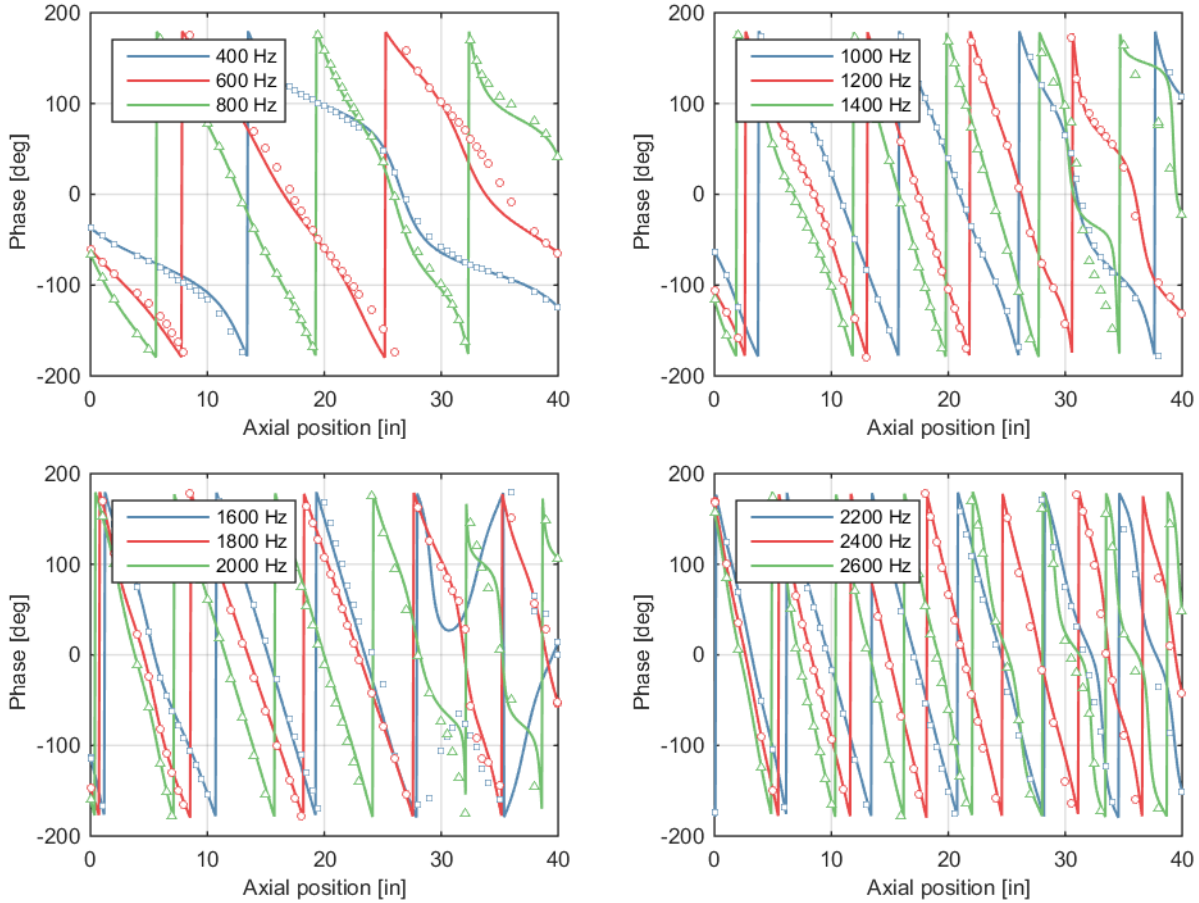 200
100
0
-100
-200
Phase [deg]
400 Hz
600 Hz
800 Hz
0 10 20 30 40
Axial position [in]
200
100
0
-100
-200
Phase [deg]
1000 Hz
1200 Hz
1400 Hz
0 10 20 30 40
Axial position [in]
200
100
0
-100
-200
Phase [deg]
1600 Hz
1800 Hz
2000 Hz
0 10 20 30 40
Axial position [in]
200
100
0
-100
-200
Phase [deg]
2200 Hz
2400 Hz
2600 Hz
0 10 20 30 40
Axial position [in]